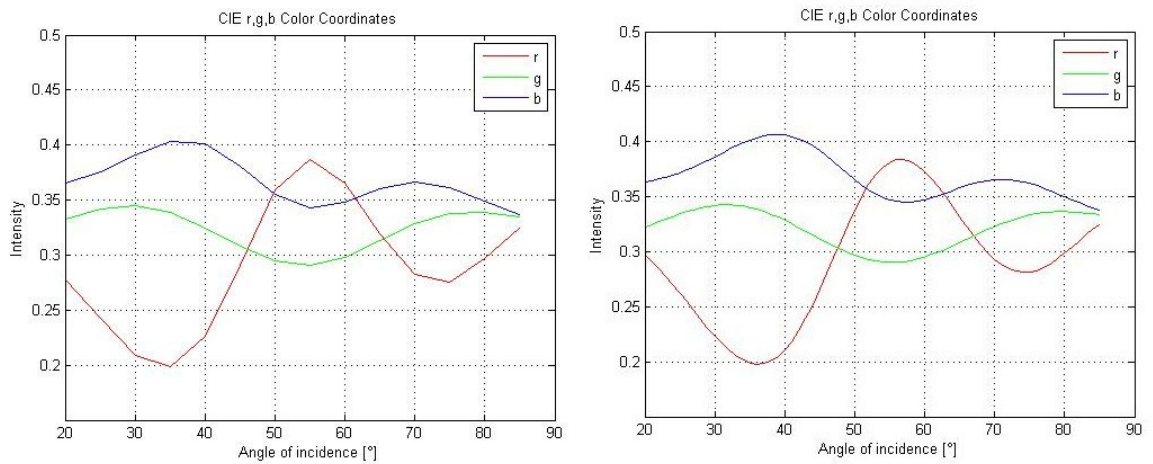 CIE r,g,b Color Coordinates
0.5
0.45
0.4
0.35
0.3
0.25
0.2
Intensity
r
g
b
20 30 40 50 60 70 80 90
Angle of incidence [°]
CIE r,g,b Color Coordinates
0.5
0.45
0.4
0.35
0.3
0.25
0.2
Intensity
r
g
b
20 30 40 50 60 70 80 90
Angle of incidence [°]